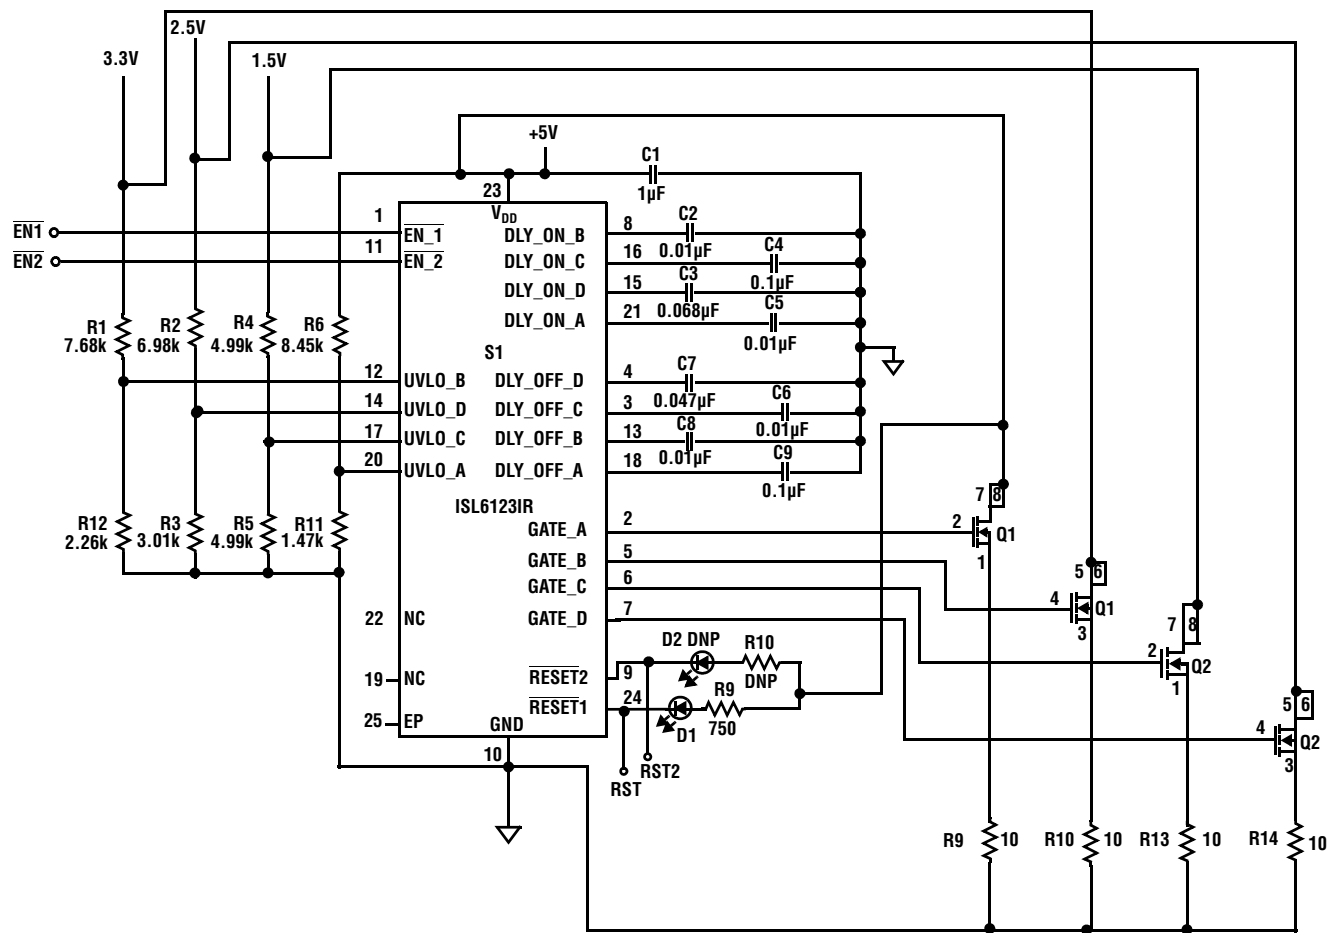 2.5V
3.3V
1.5V
+5V
C1
1µF
23
VDD
EN1
1
EN_1
DLY_ON_B
8
C2
0.01µF
EN2
11
EN_2
DLY_ON_C
16
C4
0.1µF
DLY_ON_D
15
C3
0.068µF
DLY_ON_A
21
C5
0.01µF
R1
7.68k
R2
6.98k
R4
4.99k
R6
8.45k
S1
12
UVLO_B
DLY_OFF_D
4
C7
0.047µF
14
UVLO_D
DLY_OFF_C
3
C6
0.01µF
17
UVLO_C
DLY_OFF_B
13
C8
0.01µF
20
UVLO_A
DLY_OFF_A
18
C9
0.1µF
ISL6123IR
R12
2.26k
R3
3.01k
R5
4.99k
R11
1.47k
GATE_A
2
GATE_B
5
GATE_C
6
GATE_D
7
22
NC
19
NC
25
EP
GND
10
RESET2
9
RESET1
24
D2 DNP
R10
DNP
D1
R9
750
RST
RST2
7
8
2
Q1
1
5
6
4
Q1
3
7
8
2
Q2
1
5
6
4
Q2
3
R9
10
R10
10
R13
10
R14
10